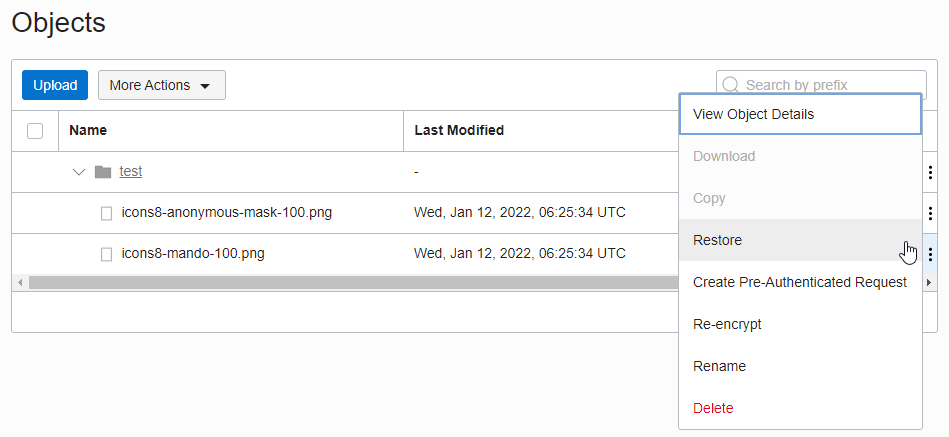 Objects
Upload
More Actions
Search by prefix
Name
Last Modified
test
-
icons8-anonymous-mask-100.png
Wed, Jan 12, 2022, 06:25:34 UTC
icons8-mando-100.png
Wed, Jan 12, 2022, 06:25:34 UTC
View Object Details
Download
Copy
Restore
Create Pre-Authenticated Request
Re-encrypt
Rename
Delete